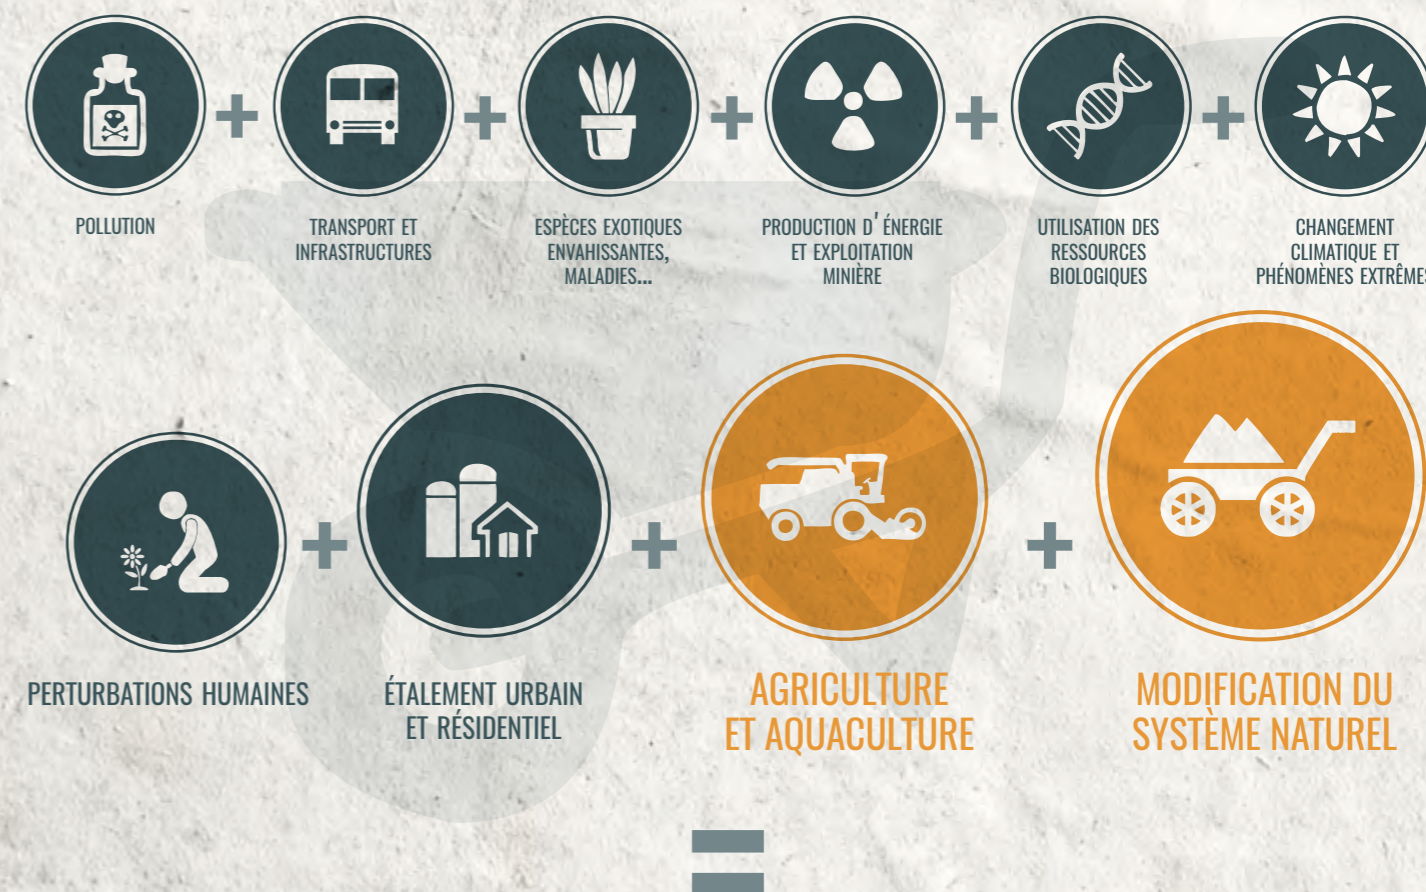 POLLUTION
TRANSPORT ET
INFRASTRUCTURES
ESPÈCES EXOTIQUES
ENVAHISSANTES,
MALADIES...
PRODUCTION D'ÉNERGIE
ET EXPLOITATION
MINIÈRE
UTILISATION DES
RESSOURCES
BIOLOGIQUES
CHANGEMENT
CLIMATIQUE ET
PHÉNOMÈNES EXTRÊMES
PERTURBATIONS HUMAINES
ÉTALEMENT URBAIN
ET RÉSIDENTIEL
AGRICULTURE
ET AQUACULTURE
MODIFICATION DU
SYSTÈME NATUREL